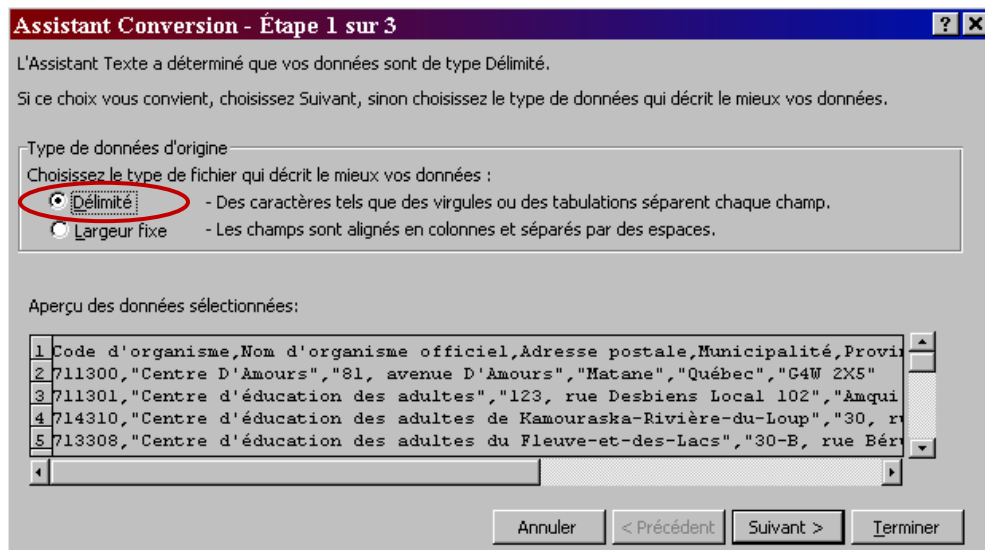 Assistant Conversion - Étape 1 sur 3
L'Assistant Texte a déterminé que vos données sont de type Délimité.
Si ce choix vous convient, choisissez Suivant, sinon choisissez le type de données qui décrit le mieux vos données.
Type de données d'origine
Choisissez le type de fichier qui décrit le mieux vos données :
Délimité - Des caractères tels que des virgules ou des tabulations séparent chaque champ.
Largeur fixe - Les champs sont alignés en colonnes et séparés par des espaces.
Aperçu des données sélectionnées:
1 Code d'organisme,Nom d'organisme officiel,Adresse postale,Municipalité,Provi
2 711300,"Centre D'Amours","81, avenue D'Amours","Matane","Québec","G4W 2X5"
3 711301,"Centre d'éducation des adultes","123, rue Desbiens Local 102","Amqui
4 714310,"Centre d'éducation des adultes de Kamouraska-Rivière-du-Loup","30, r
5 713308,"Centre d'éducation des adultes du Fleuve-et-des-Lacs","30-B, rue Bér
Annuler < Précédent Suivant > Terminer